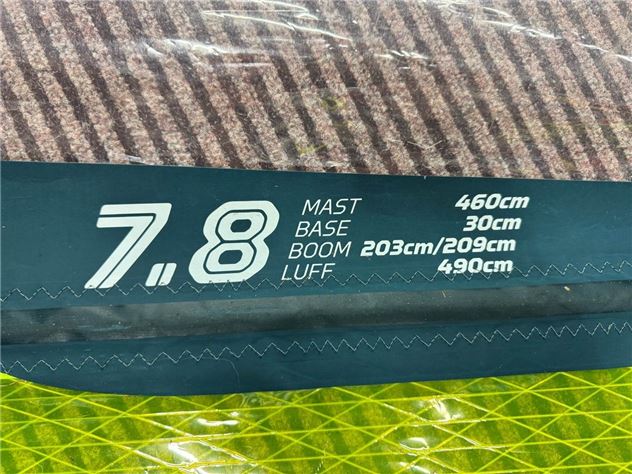 7.8
MAST 460cm
BASE 30cm
BOOM 203cm/209cm
LUFF 490cm